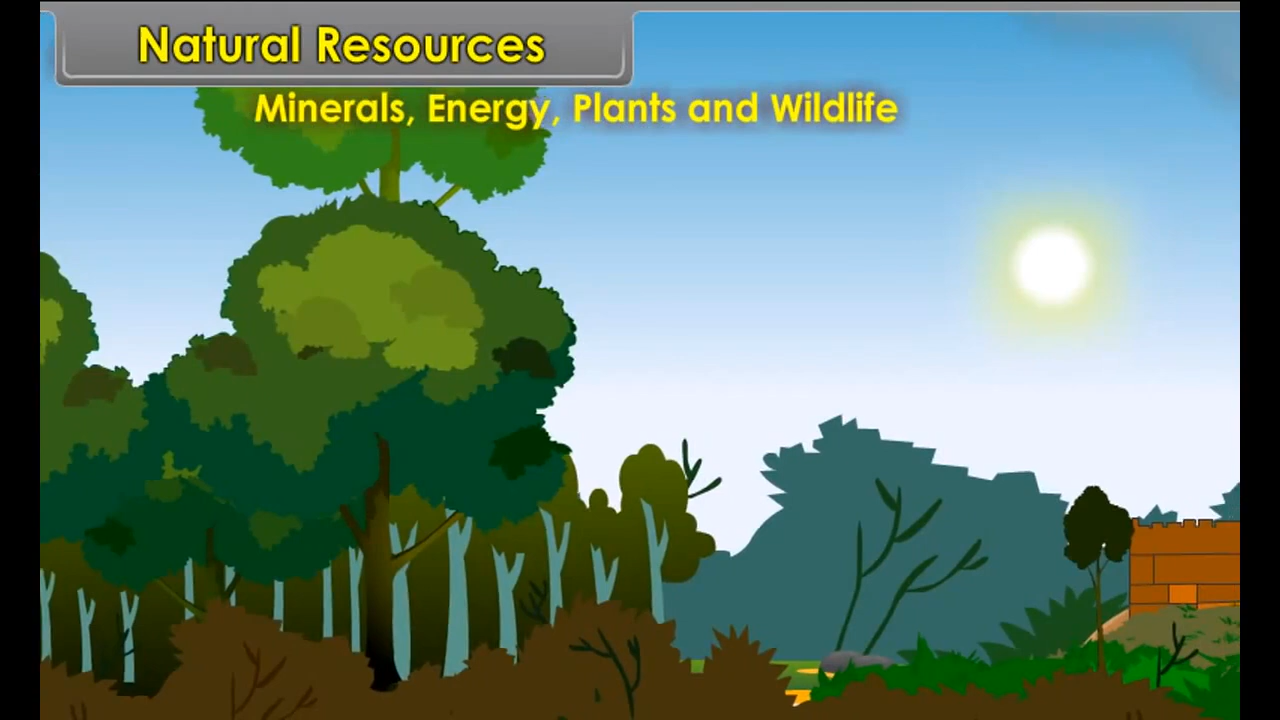 Natural Resources
Minerals, Energy, Plants and Wildlife